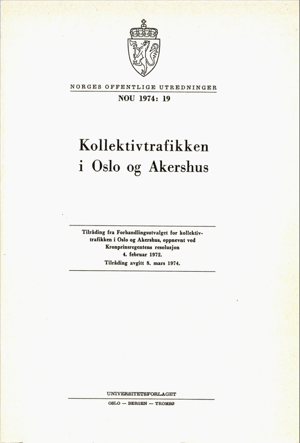 NORGES OFFENTLIGE UTREDNINGER
NOU 1974: 19
Kollektivtrafikken
i Oslo og Akershus
Tilråding fra Forhandlingsutvalget for kollektiv-
trafikken i Oslo og Akershus, oppnevnt ved
Kronprinsregentens resolusjon
4. februar 1972.
Tilråding avgitt 8. mars 1974.
UNIVERSITETSFORLAGET
OSLO — BERGEN — TROMSØ